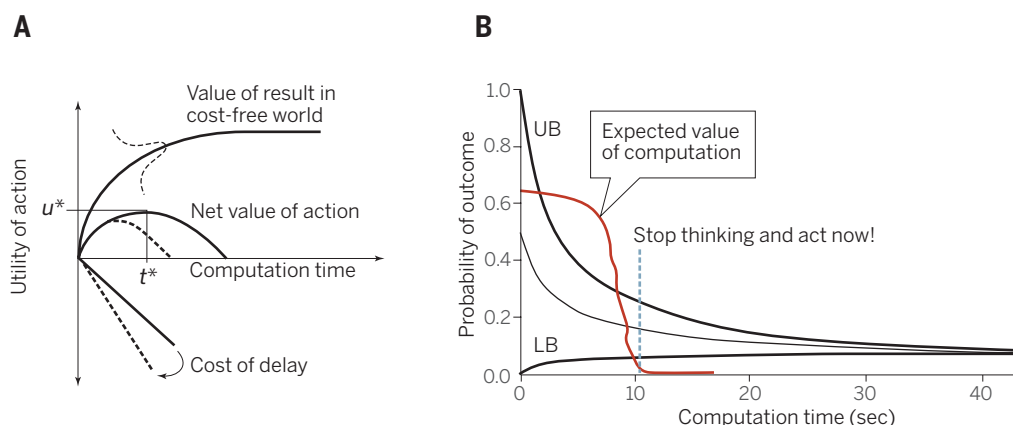 A
Value of result in
cost-free world
Utility of action
u*
Net value of action
Computation time
t*
Cost of delay
B
Probability of outcome
1.0
0.8
0.6
0.4
0.2
0.0
UB
Expected value
of computation
Stop thinking and act now!
LB
0
10
20
30
40
Computation time (sec)